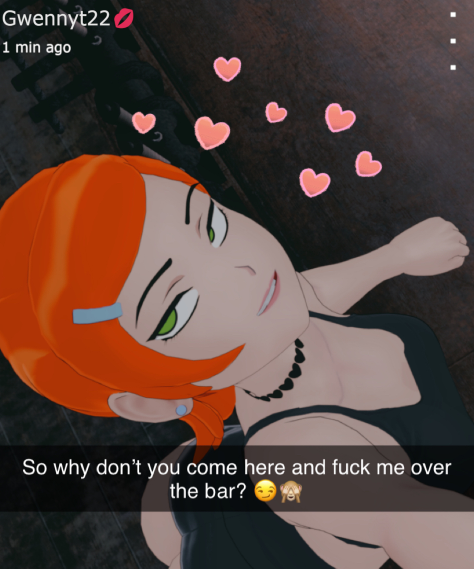 Gwennyt22💋
1 min ago
So why don’t you come here and fuck me over
the bar? 😏🙈